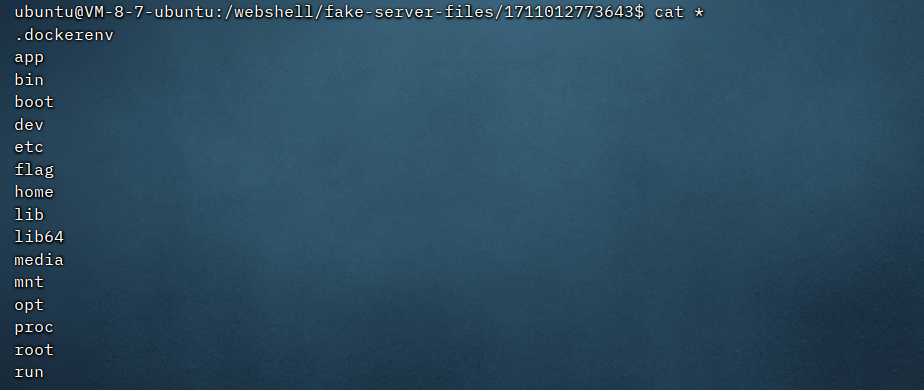 ubuntu@VM-8-7-ubuntu:/webshell/fake-server-files/1711012773643$ cat *
.dockerenv
app
bin
boot
dev
etc
flag
home
lib
lib64
media
mnt
opt
proc
root
run